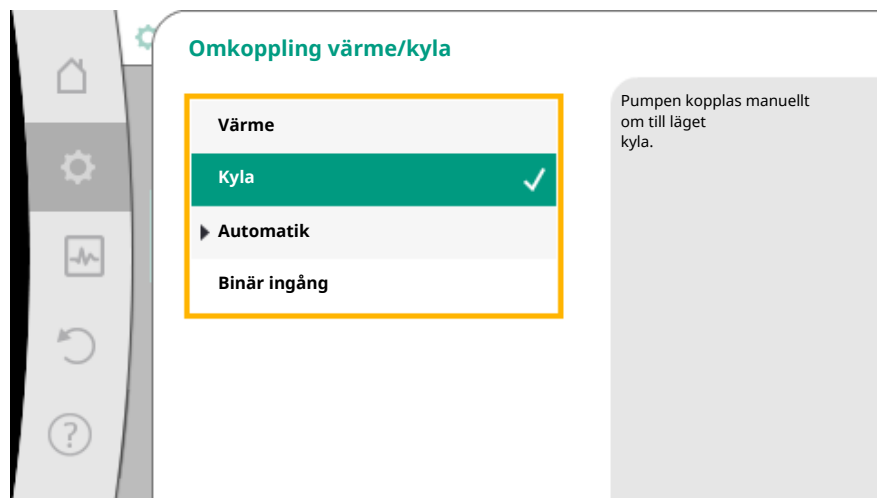 Omkoppling värme/kyla
Värme
Kyla
Automatik
Binär ingång
Pumpen kopplas manuellt
om till läget
kyla.
?